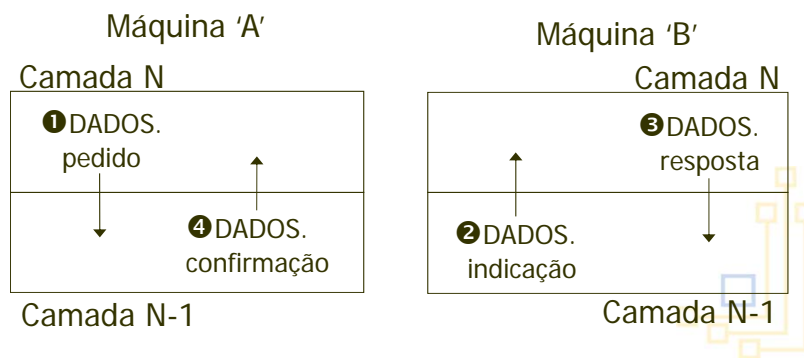 Máquina ‘A’
Camada N
❶DADOS.
pedido
❹DADOS.
confirmação
Camada N-1
Máquina ‘B’
Camada N
❸DADOS.
resposta
❷DADOS.
indicação
Camada N-1